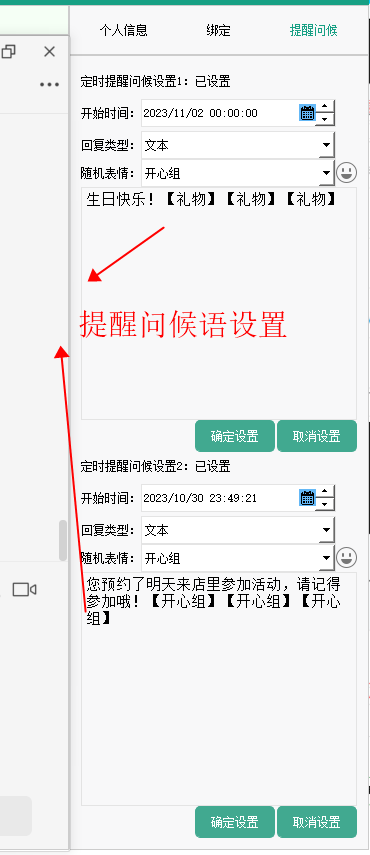 个人信息 绑定 提醒问候
定时提醒问候设置1：已设置
开始时间： 2023/11/02 00:00:00
回复类型： 文本
随机表情： 开心组
生日快乐！【礼物】【礼物】【礼物】
提醒问候语设置
确定设置 取消设置
定时提醒问候设置2：已设置
开始时间： 2023/10/30 23:49:21
回复类型： 文本
随机表情： 开心组
您预约了明天来店里参加活动，请记得
参加哦！【开心组】【开心组】【开心
组】
确定设置 取消设置